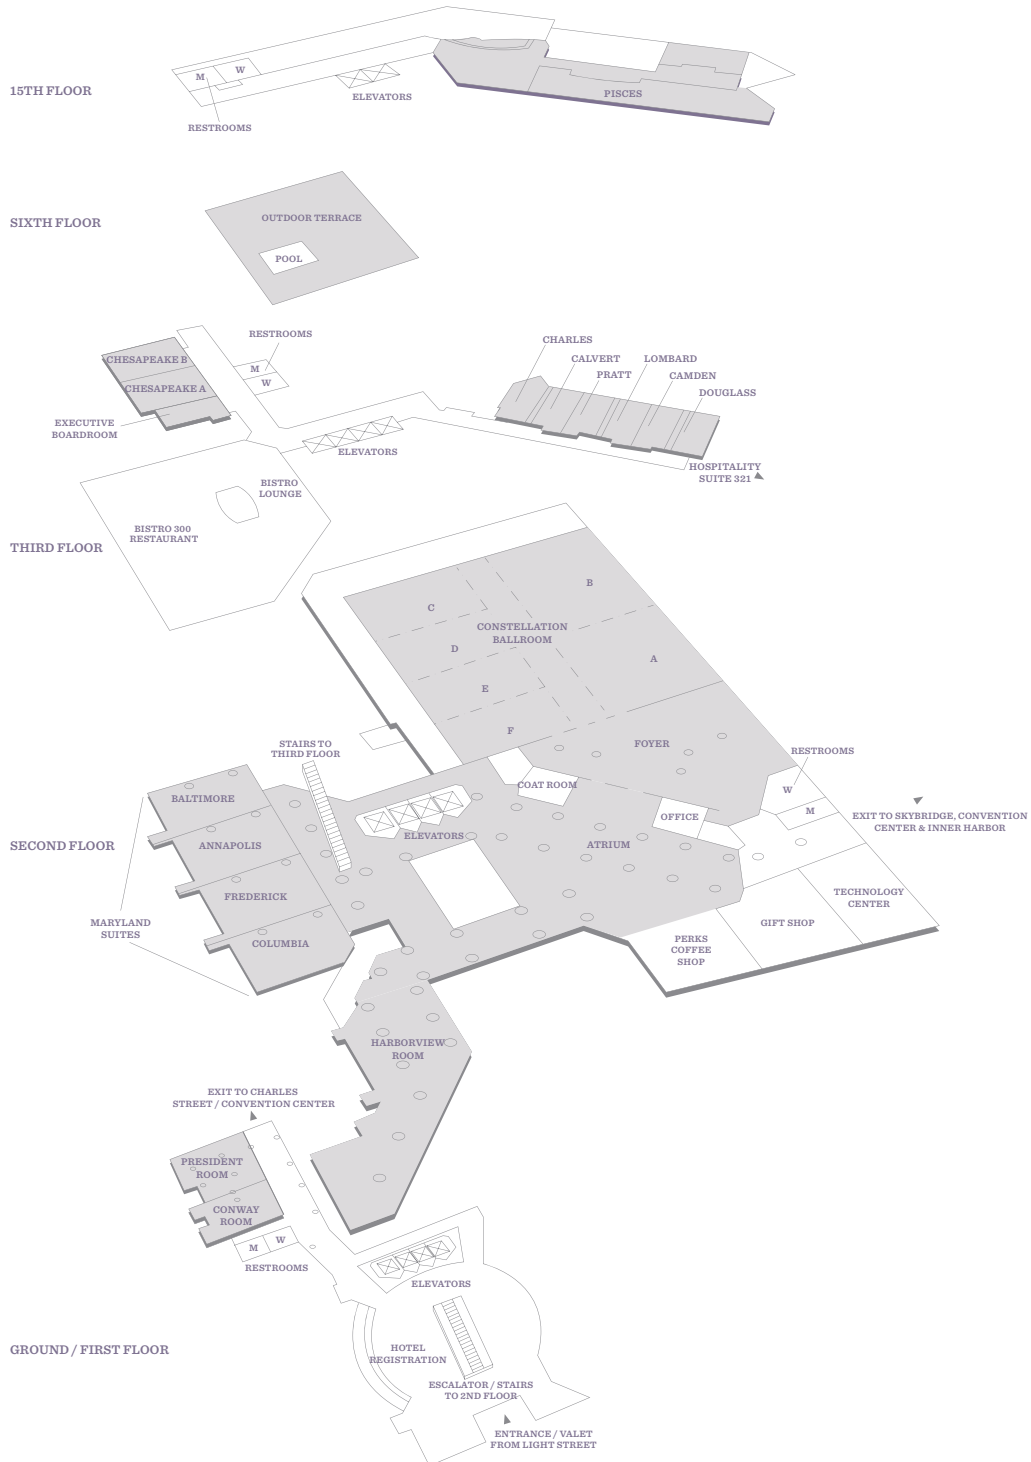 15TH FLOOR
M
W
RESTROOMS
ELEVATORS
PISCES
SIXTH FLOOR
OUTDOOR TERRACE
POOL
THIRD FLOOR
CHESAPEAKE B
CHESAPEAKE A
EXECUTIVE
BOARDROOM
RESTROOMS
M
W
ELEVATORS
CHARLES
CALVERT
PRATT
LOMBARD
CAMDEN
DOUGLASS
HOSPITALITY
SUITE 321
BISTRO
LOUNGE
BISTRO 300
RESTAURANT
SECOND FLOOR
B
C
CONSTELLATION
BALLROOM
D
A
E
F
FOYER
STAIRS TO
THIRD FLOOR
RESTROOMS
W
M
COAT ROOM
OFFICE
EXIT TO SKYBRIDGE, CONVENTION
CENTER & INNER HARBOR
BALTIMORE
ANNAPOLIS
FREDERICK
COLUMBIA
MARYLAND
SUITES
ELEVATORS
ATRIUM
TECHNOLOGY
CENTER
GIFT SHOP
PERKS
COFFEE
SHOP
HARBORVIEW
ROOM
GROUND / FIRST FLOOR
EXIT TO CHARLES
STREET / CONVENTION CENTER
PRESIDENT
ROOM
CONWAY
ROOM
M
W
RESTROOMS
ELEVATORS
HOTEL
REGISTRATION
ESCALATOR / STAIRS
TO 2ND FLOOR
ENTRANCE / VALET
FROM LIGHT STREET